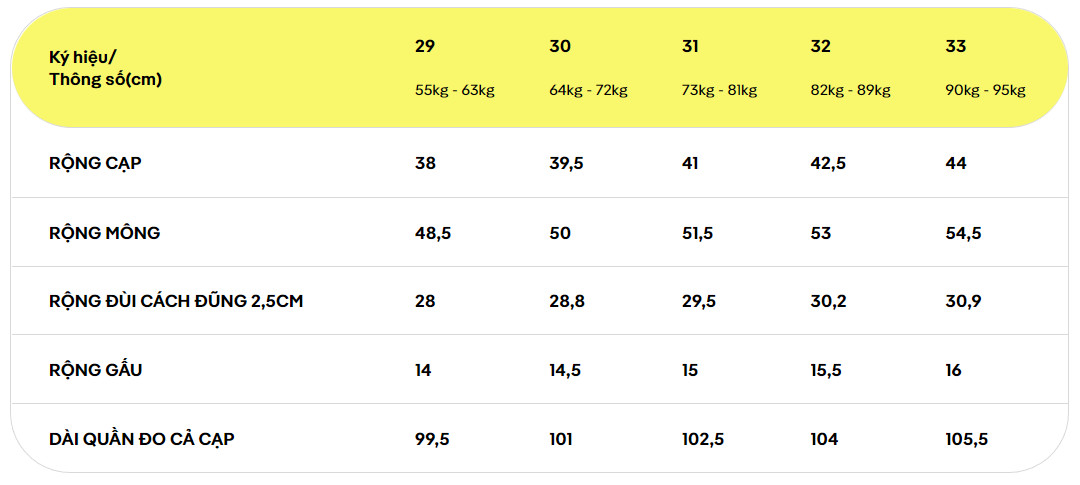 Ký hiệu/
Thông số(cm)
29 30 31 32 33
55kg - 63kg 64kg - 72kg 73kg - 81kg 82kg - 89kg 90kg - 95kg
RỘNG CẠP 38 39,5 41 42,5 44
RỘNG MÔNG 48,5 50 51,5 53 54,5
RỘNG ĐÙI CÁCH ĐŨNG 2,5CM 28 28,8 29,5 30,2 30,9
RỘNG GẤU 14 14,5 15 15,5 16
DÀI QUẦN ĐO CẢ CẠP 99,5 101 102,5 104 105,5